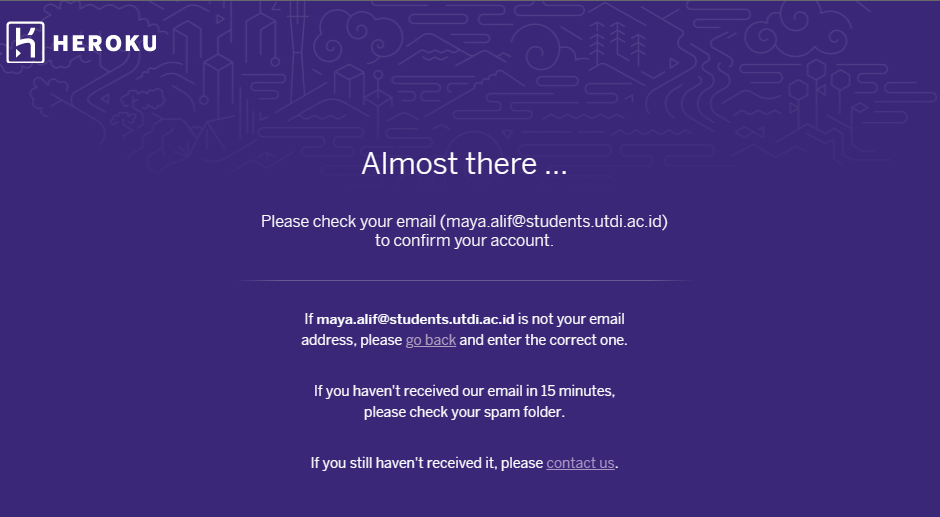 HEROKU
Almost there ...
Please check your email (maya.alif@students.utdi.ac.id)
to confirm your account.
If maya.alif@students.utdi.ac.id is not your email
address, please go back and enter the correct one.
If you haven't received our email in 15 minutes,
please check your spam folder.
If you still haven't received it, please contact us.